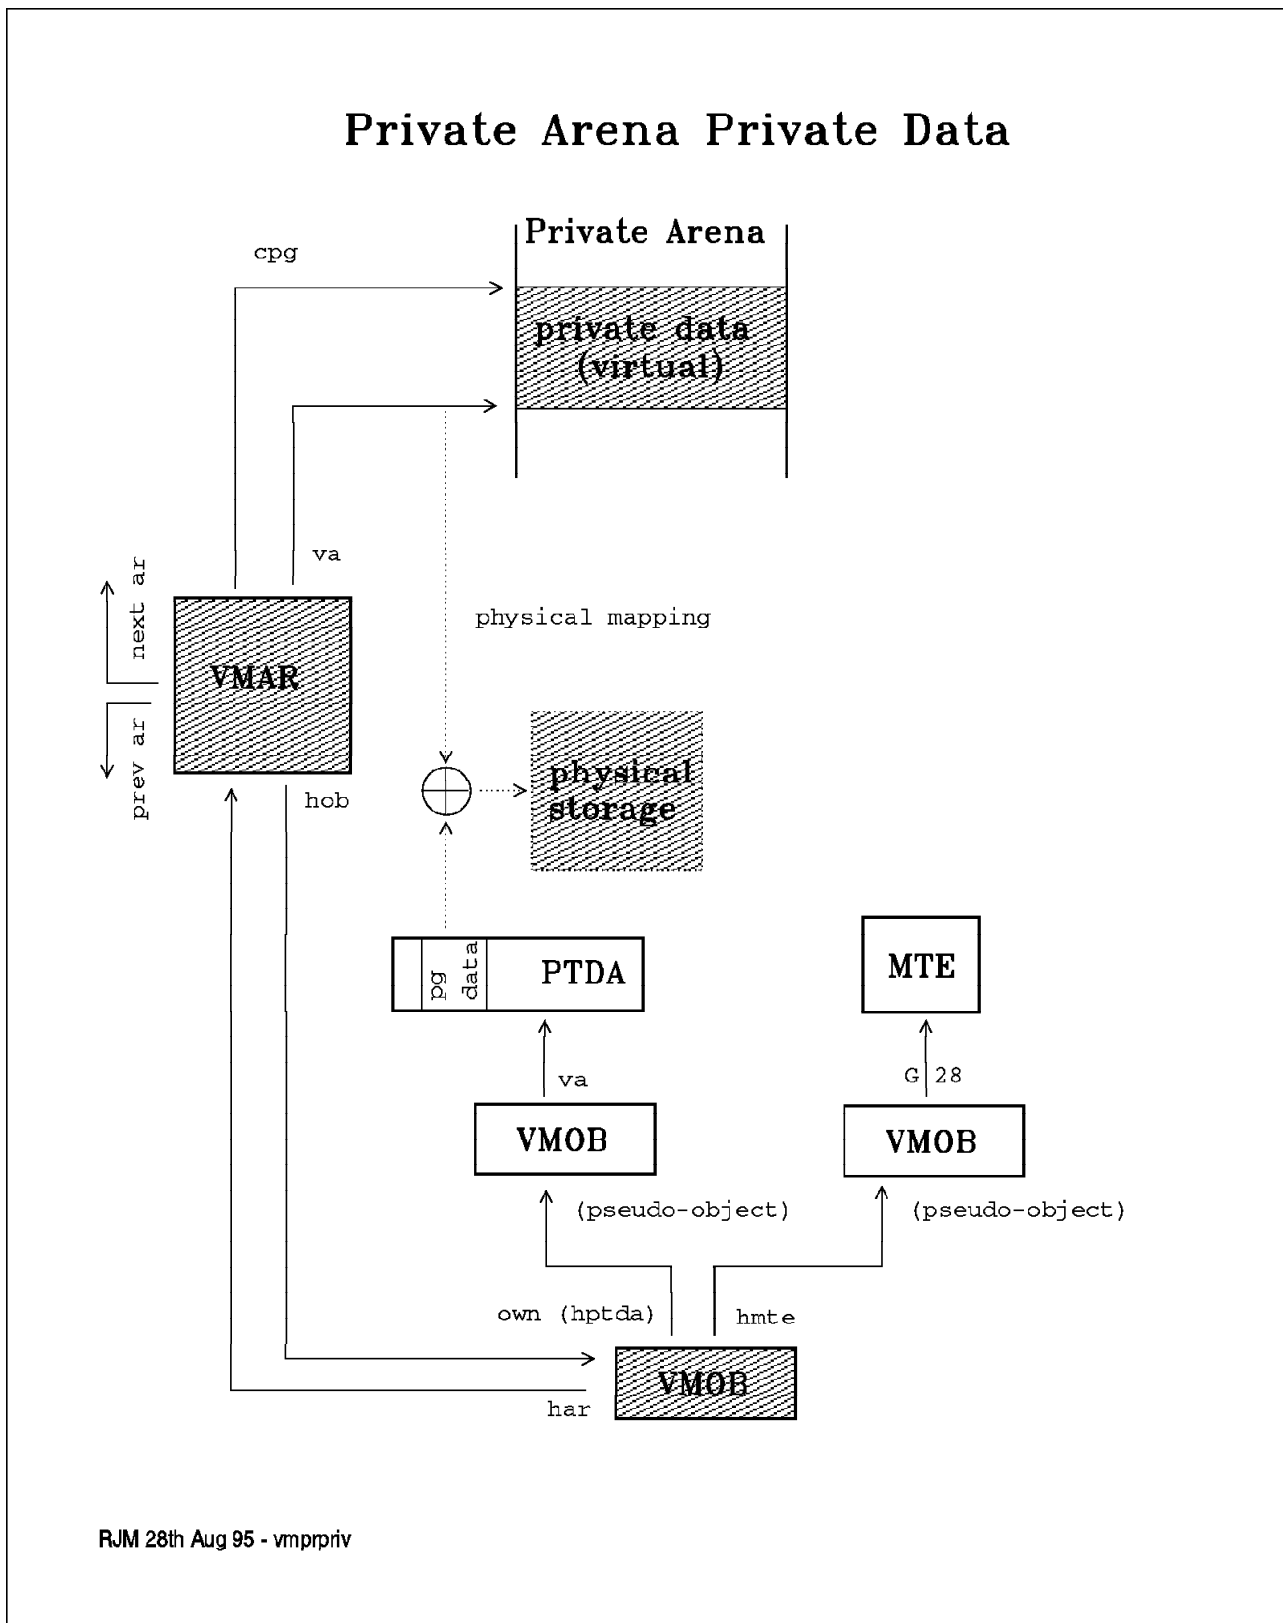 Private Arena Private Data
Private Arena
cpg
private data
(virtual)
va
next ar
physical mapping
VMAR
prev ar
physical
storage
hob
pg
data
PTDA
MTE
va
G 28
VMOB
VMOB
(pseudo-object)
(pseudo-object)
own (hptda)
hmte
VMOB
har
RJM 28th Aug 95 - vmprpriv